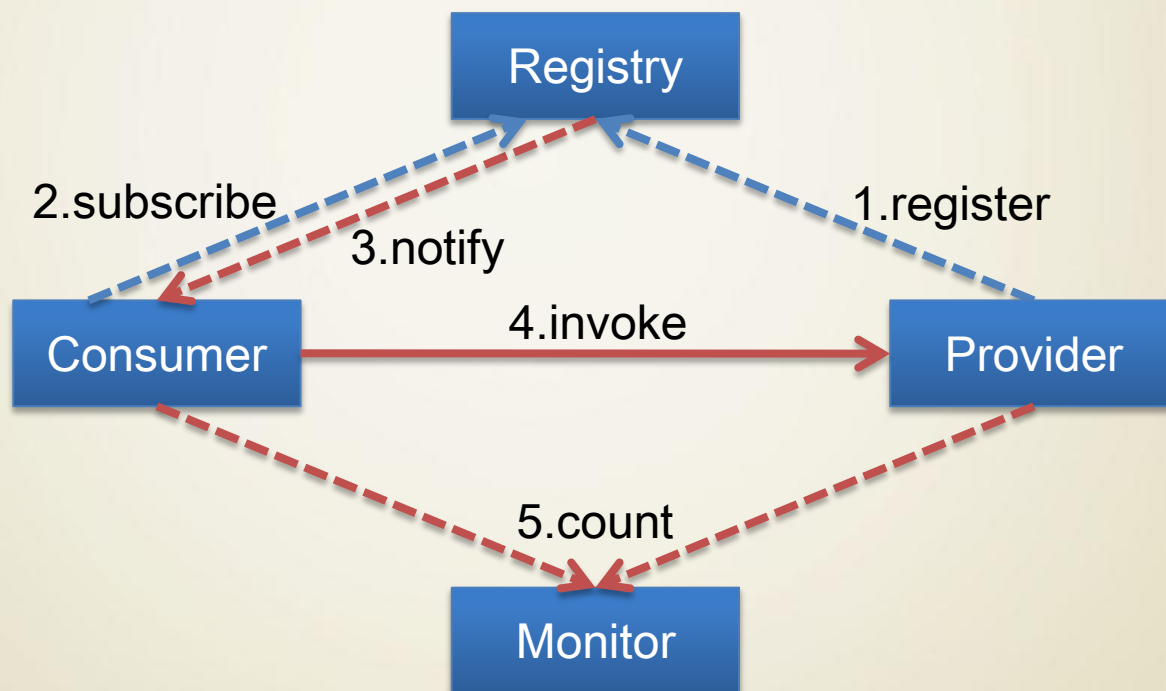 Registry
2.subscribe
1.register
3.notify
4.invoke
Consumer
Provider
5.count
Monitor